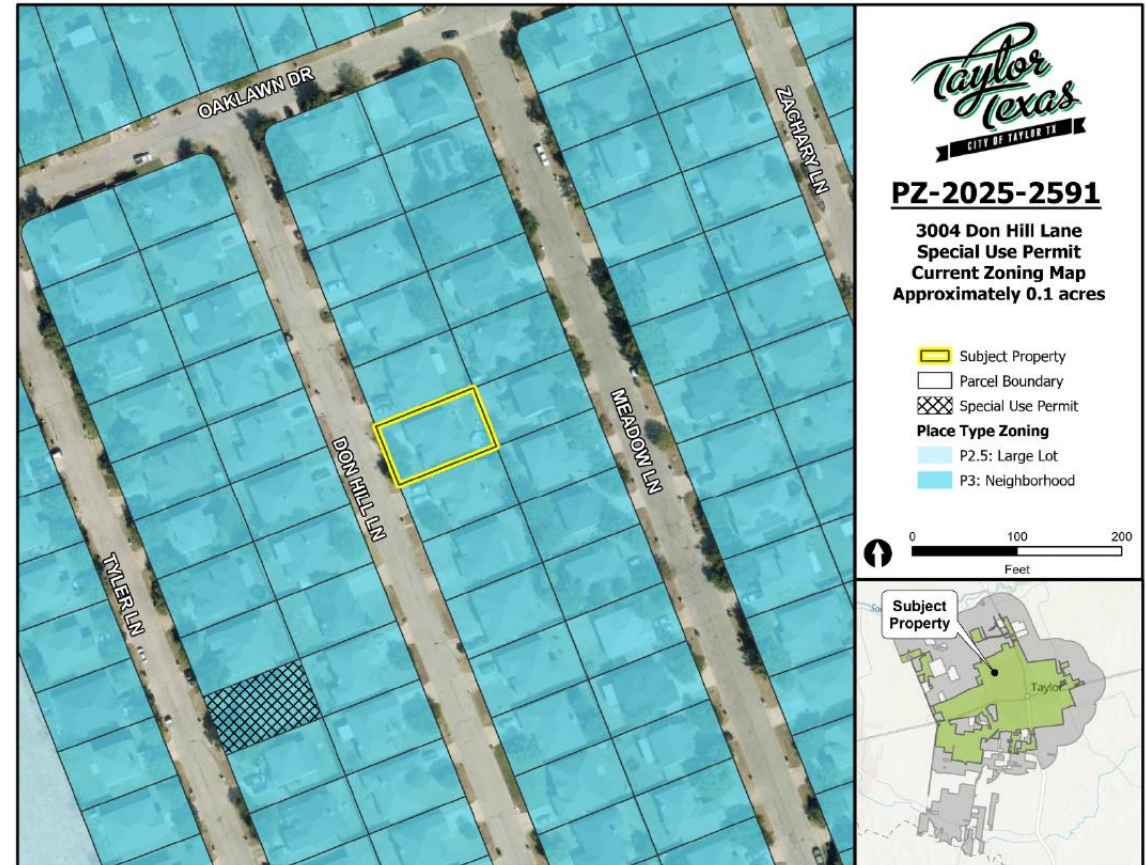 OAKLAWN DR
ZACHARY LN
MEADOW LN
DON HILL LN
TYLER LN
Taylor
Texas
CITY OF TAYLOR TX
PZ-2025-2591
3004 Don Hill Lane
Special Use Permit
Current Zoning Map
Approximately 0.1 acres
Subject Property
Parcel Boundary
Special Use Permit
Place Type Zoning
P2.5: Large Lot
P3: Neighborhood
0 100 200
Feet
Subject
Property
Taylor